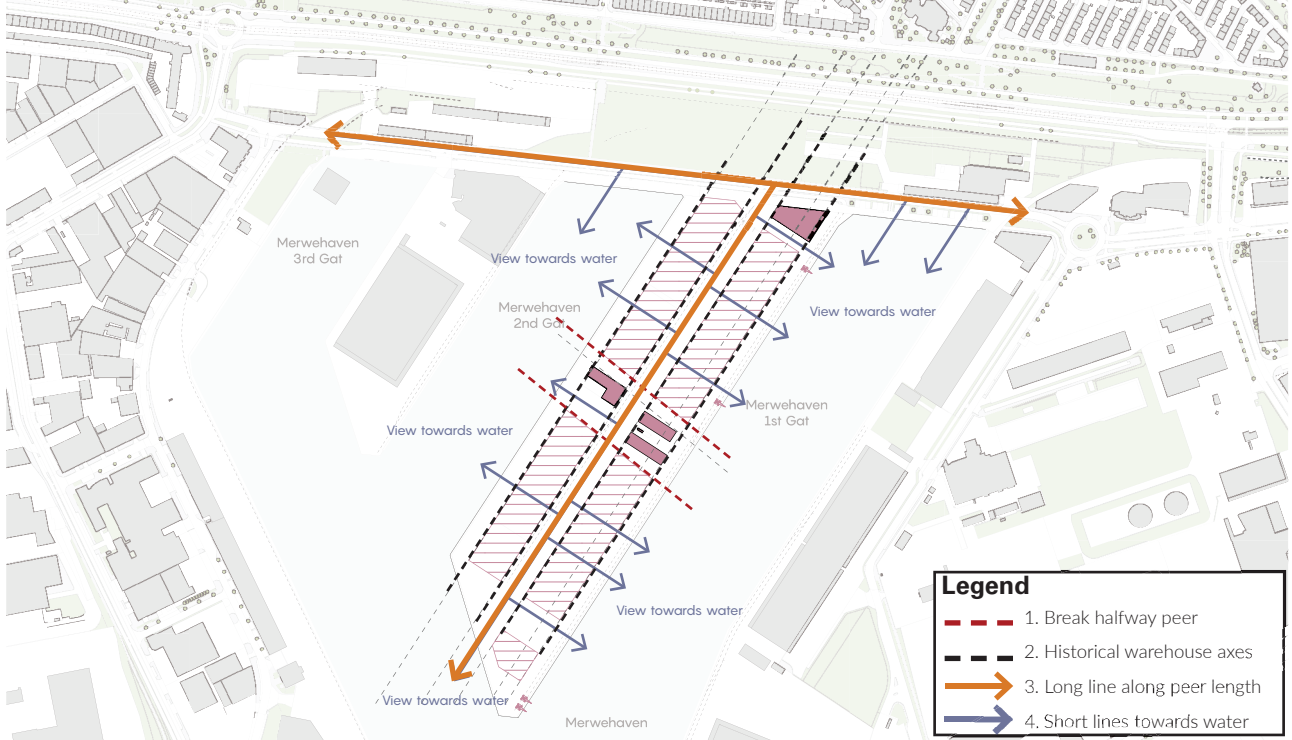 Merwehaven
3rd Gat
View towards water
Merwehaven
2nd Gat
View towards water
Merwehaven
1st Gat
View towards water
View towards water
View towards water
Merwehaven
Legend
1. Break halfway peer
2. Historical warehouse axes
3. Long line along peer length
4. Short lines towards water